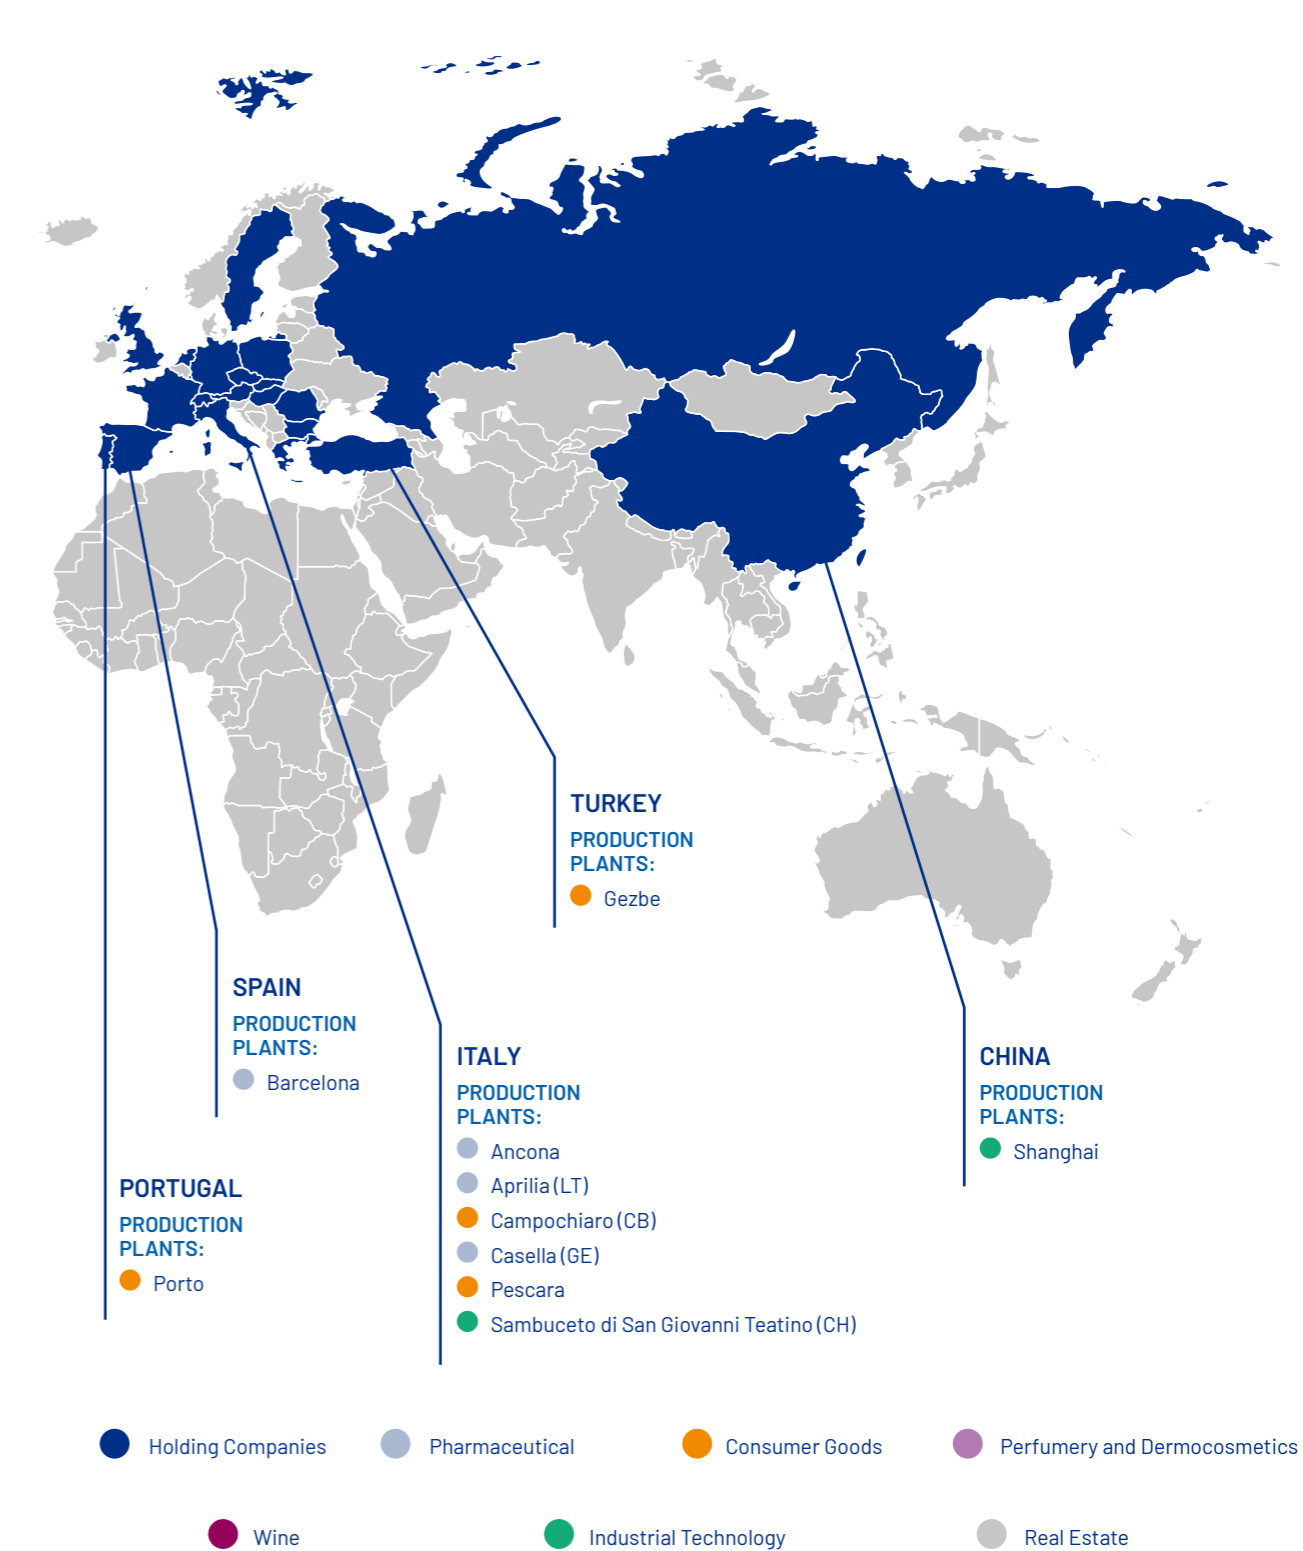 TURKEY
PRODUCTION
PLANTS:
Gezbe
SPAIN
PRODUCTION
PLANTS:
Barcelona
ITALY
PRODUCTION
PLANTS:
Ancona
Aprilia (LT)
Campochiaro (CB)
Casella (GE)
Pescara
Sambuceto di San Giovanni Teatino (CH)
CHINA
PRODUCTION
PLANTS:
Shanghai
PORTUGAL
PRODUCTION
PLANTS:
Porto
Holding Companies
Pharmaceutical
Consumer Goods
Perfumery and Dermocosmetics
Wine
Industrial Technology
Real Estate